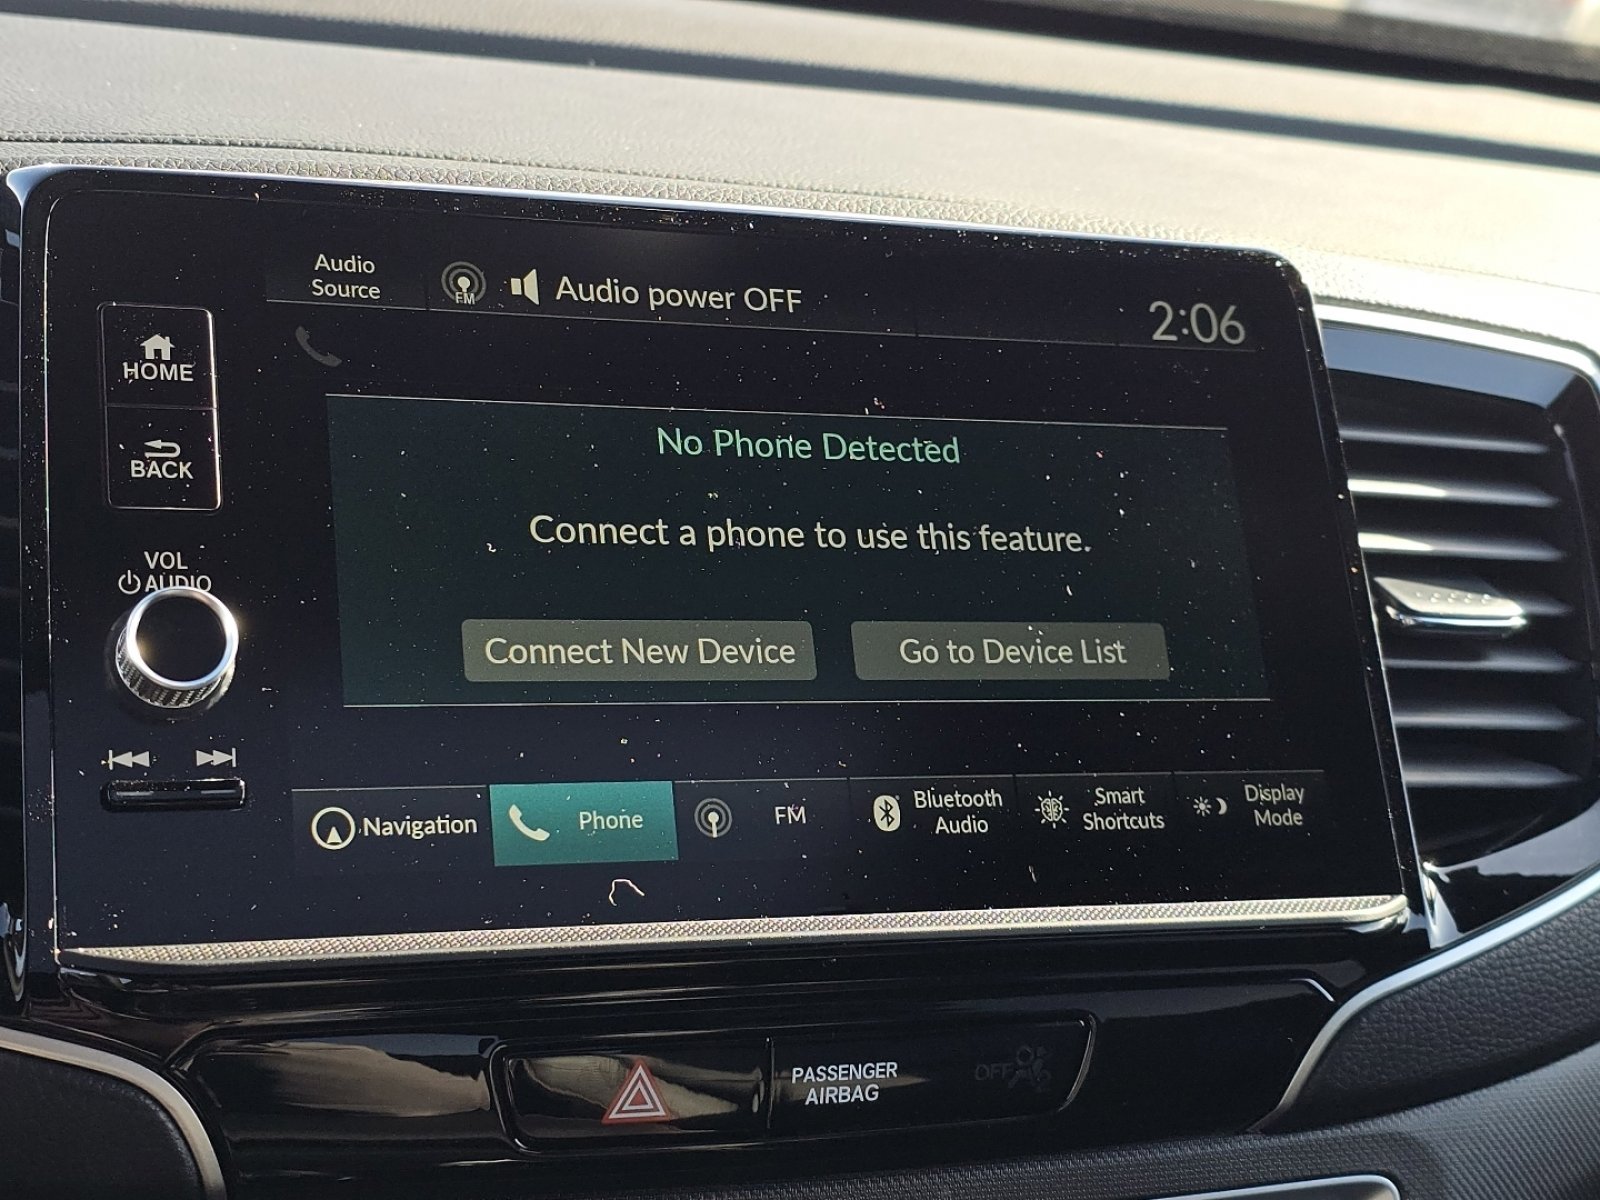 Audio
Source
FM
Audio power OFF
2:06
HOME
BACK
No Phone Detected
Connect a phone to use this feature.
VOL
AUDIO
Connect New Device
Go to Device List
Navigation
Phone
FM
Bluetooth
Audio
Smart
Shortcuts
Display
Mode
PASSENGER
AIRBAG
OFF